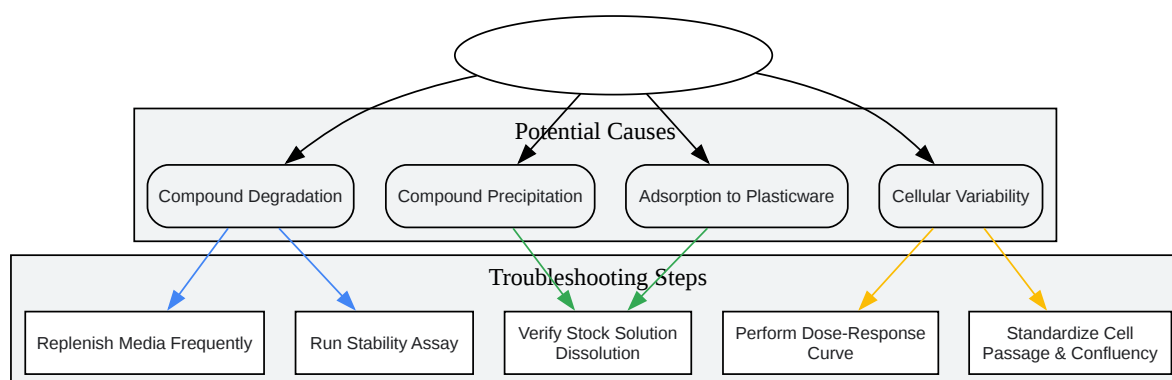 Potential Causes
Compound Degradation
Compound Precipitation
Adsorption to Plasticware
Cellular Variability
Troubleshooting Steps
Replenish Media Frequently
Run Stability Assay
Verify Stock Solution
Dissolution
Perform Dose-Response
Curve
Standardize Cell
Passage & Confluency